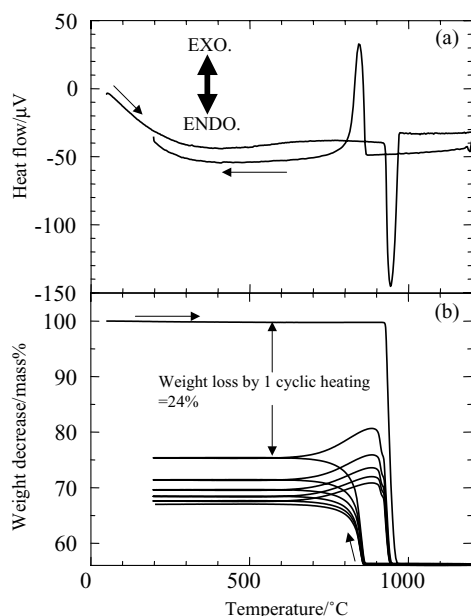 50
(a)
EXO.
0
ENDO.
-50
-100
-150
Heat flow/µV
(b)
100
90
Weight loss by 1 cyclic heating
=24%
80
70
60
Weight decrease/mass%
0
500
1000
Temperature/˚C